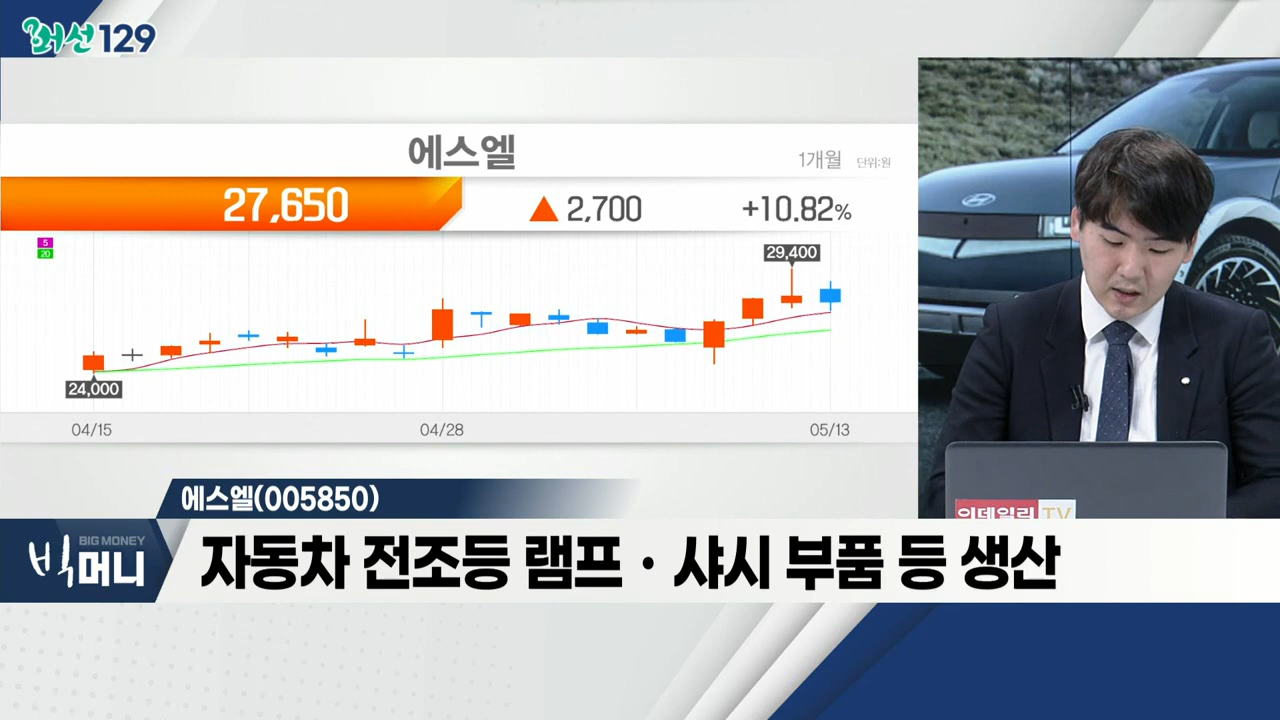 머선129
에스엘
1개월 단위:원
27,650 ▲ 2,700 +10.82%
5
20
29,400
24,000
04/15 04/28 05/13
에스엘(005850)
이데일리 TV
BIG MONEY
빅머니
자동차 전조등 램프·샤시 부품 등 생산